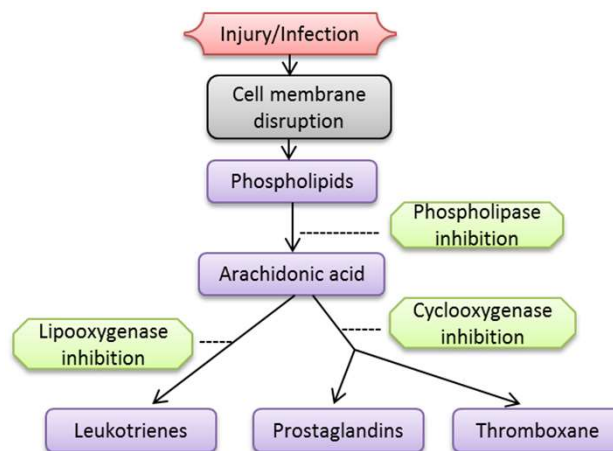 Injury/Infection
Cell membrane
disruption
Phospholipids
Phospholipase
inhibition
Arachidonic acid
Lipooxygenase
inhibition
Cyclooxygenase
inhibition
Leukotrienes
Prostaglandins
Thromboxane